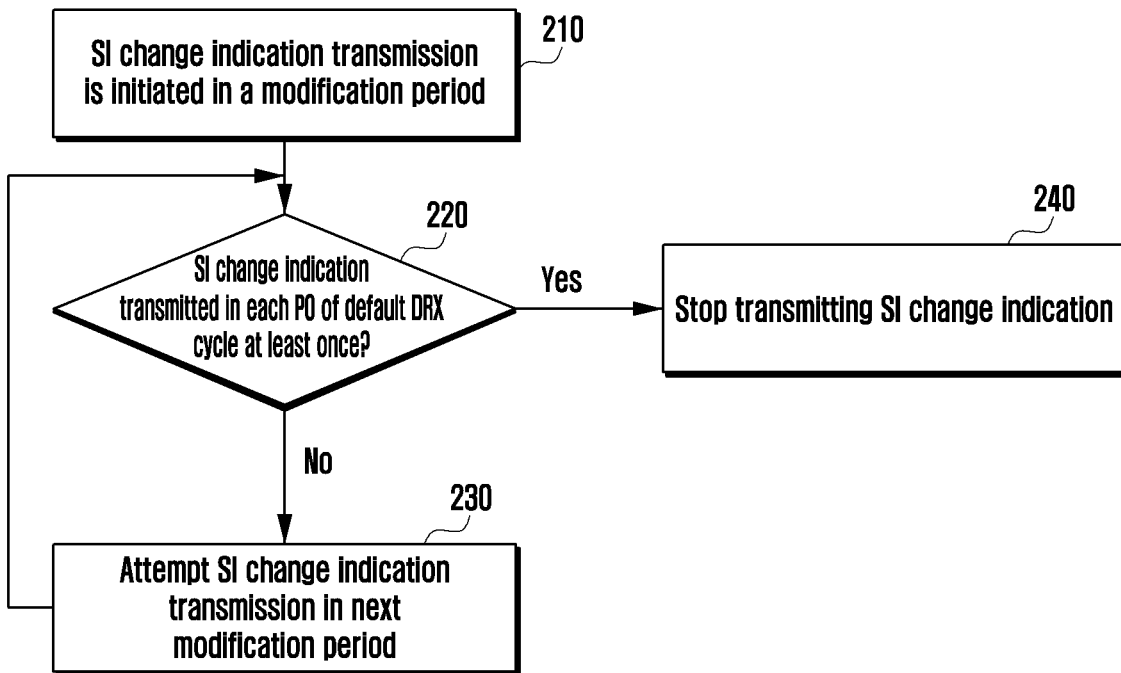 210
SI change indication transmission
is initiated in a modification period
220
SI change indication
transmitted in each PO of default DRX
cycle at least once?
Yes
240
Stop transmitting SI change indication
No
230
Attempt SI change indication
transmission in next
modification period